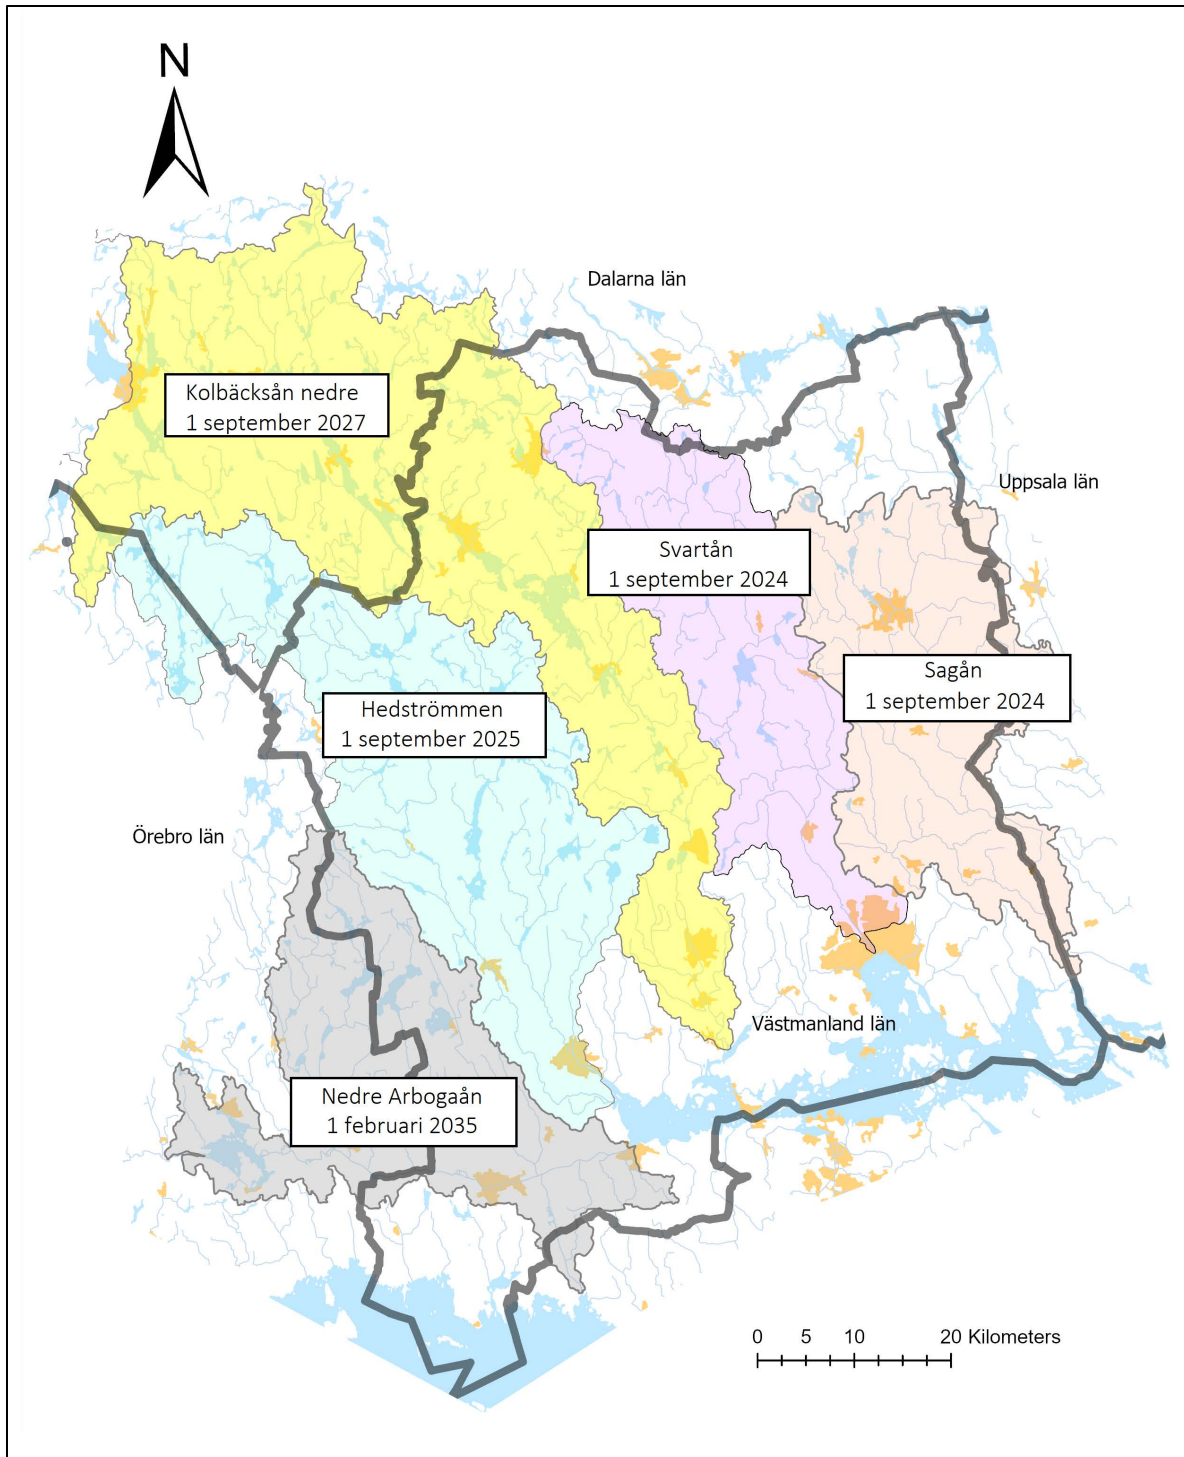 N
Dalarna län
Kolbäcksån nedre
1 september 2027
Uppsala län
Svartån
1 september 2024
Sagån
1 september 2024
Hedströmmen
1 september 2025
Örebro län
Västmanland län
Nedre Arbogaån
1 februari 2035
0 5 10 20 Kilometers